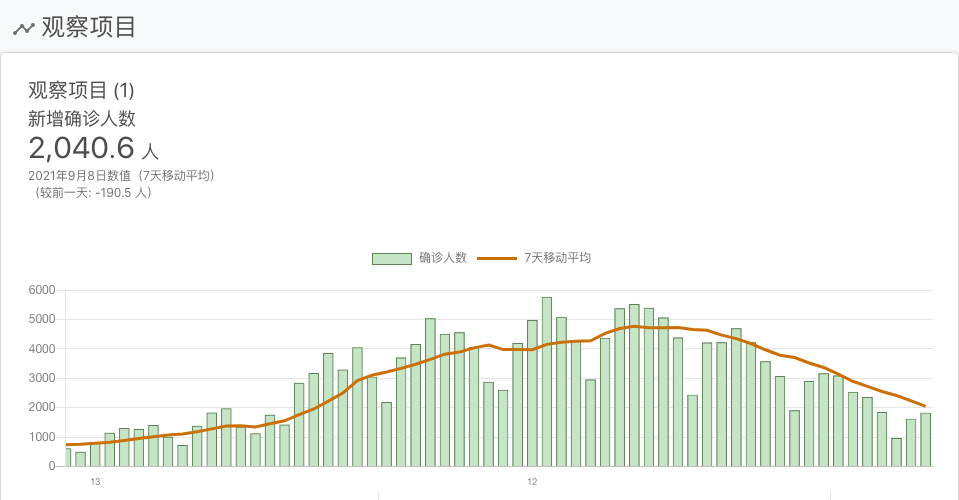 观察项目
观察项目 (1)
新增确诊人数
2,040.6 人
2021年9月8日数值（7天移动平均）
（较前一天: -190.5 人）
确诊人数 7天移动平均
6000
5000
4000
3000
2000
1000
0
13 12